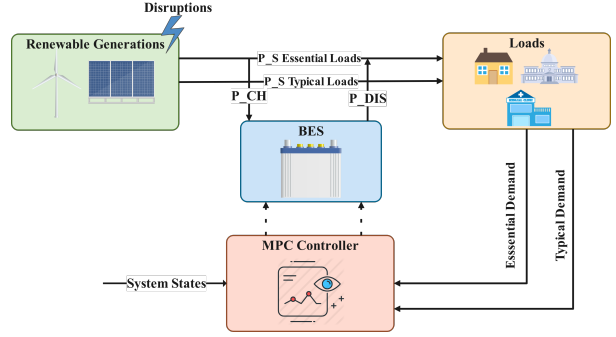 Disruptions
Renewable Generations
P_S Essential Loads
P_S Typical Loads
Loads
P_CH
P_DIS
BES
Esssential Demand
Typical Demand
MPC Controller
System States